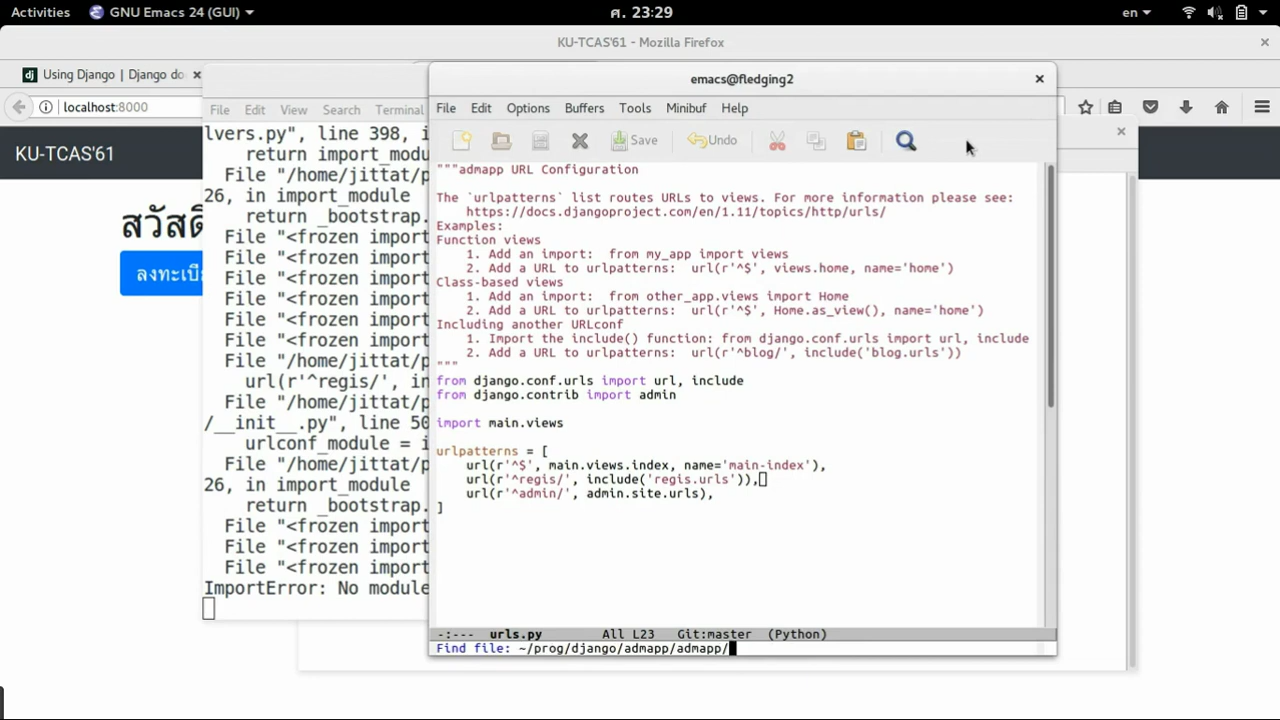 Activities
GNU Emacs 24 (GUI)
ศ. 23:29
en
KU-TCAS'61 - Mozilla Firefox
Using Django | Django do
localhost:8000
KU-TCAS'61
สวัสดี
ลงทะเบีย
File Edit View Search Terminal
lvers.py", line 398, i
return import_modu
File "/home/jittat/p
26, in import_module
return _bootstrap.
File "<frozen import
File "<frozen import
File "<frozen import
File "<frozen import
File "<frozen import
File "<frozen import
File "/home/jittat/p
url(r'^regis/', in
File "/home/jittat/p
/__init__.py", line 50
urlconf_module = i
File "/home/jittat/p
26, in import_module
return _bootstrap.
File "<frozen import
File "<frozen import
File "<frozen import
ImportError: No module
emacs@fledging2
File Edit Options Buffers Tools Minibuf Help
Save Undo
"""admapp URL Configuration
The `urlpatterns` list routes URLs to views. For more information please see:
https://docs.djangoproject.com/en/1.11/topics/http/urls/
Examples:
Function views
1. Add an import:  from my_app import views
2. Add a URL to urlpatterns:  url(r'^$', views.home, name='home')
Class-based views
1. Add an import:  from other_app.views import Home
2. Add a URL to urlpatterns:  url(r'^$', Home.as_view(), name='home')
Including another URLconf
1. Import the include() function: from django.conf.urls import url, include
2. Add a URL to urlpatterns:  url(r'^blog/', include('blog.urls'))
"""
from django.conf.urls import url, include
from django.contrib import admin
import main.views
urlpatterns = [
url(r'^$', main.views.index, name='main-index'),
url(r'^regis/', include('regis.urls')),
url(r'^admin/', admin.site.urls),
]
-:--- urls.py All L23 Git:master (Python)
Find file: ~/prog/django/admapp/admapp/